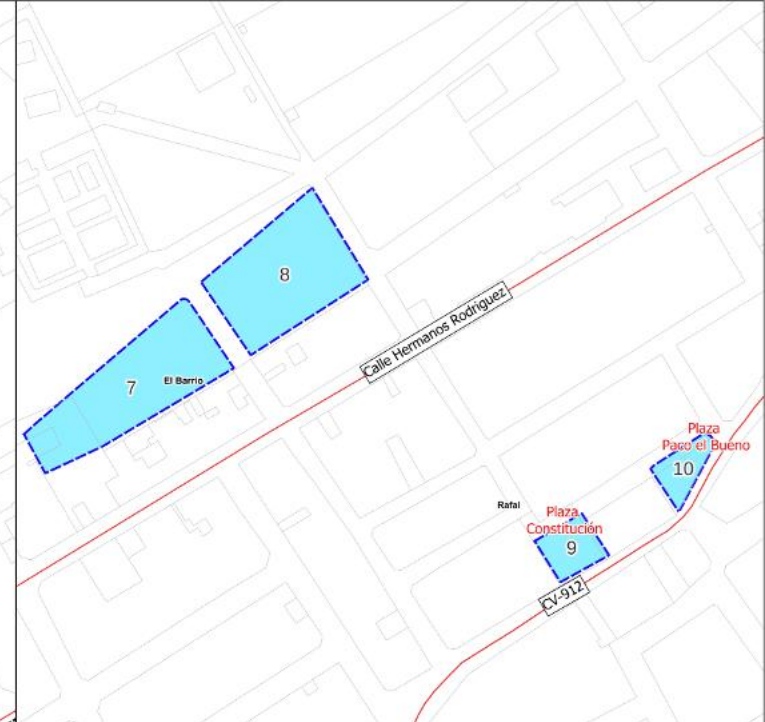 8
Calle Hermanos Rodriguez
7
El Barrio
Plaza
Paco el Bueno
10
Rafal
Plaza
Constitución
9
CV-912